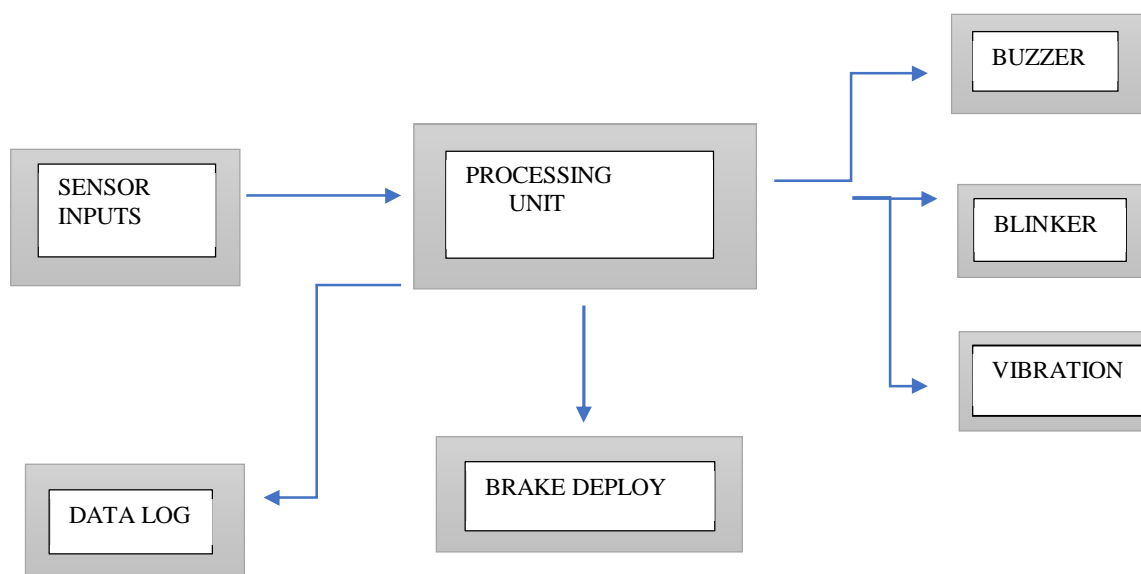 BUZZER
SENSOR
INPUTS
PROCESSING
UNIT
BLINKER
VIBRATION
DATA LOG
BRAKE DEPLOY